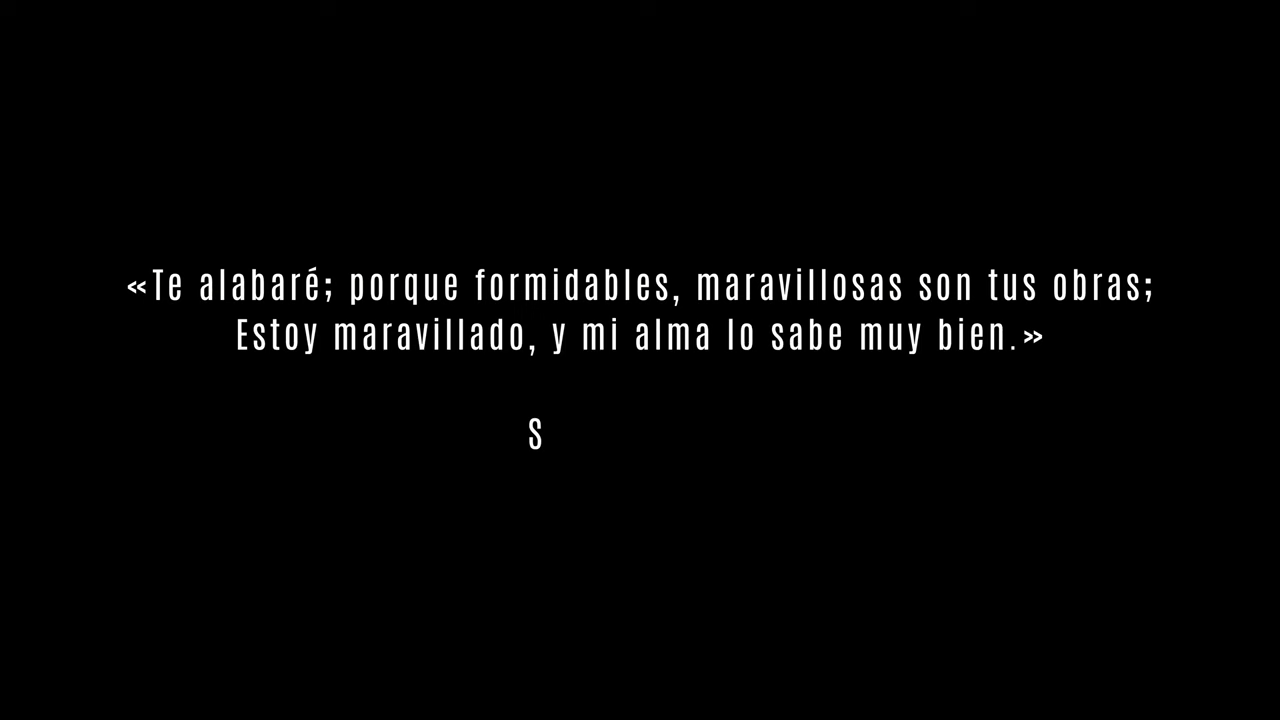 «Te alabaré; porque formidables, maravillosas son tus obras;
Estoy maravillado, y mi alma lo sabe muy bien.»
S